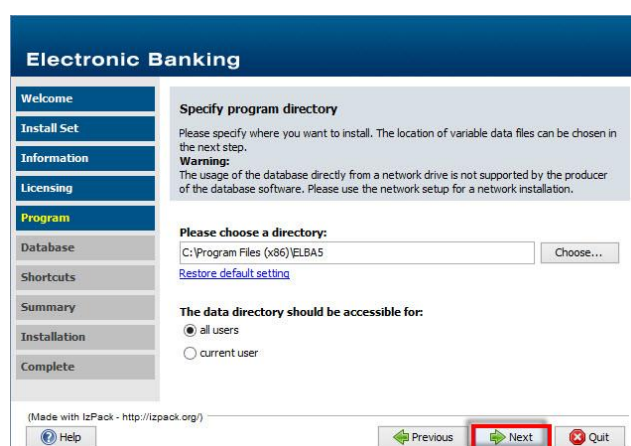 Electronic Banking
Welcome
Install Set
Information
Licensing
Program
Database
Shortcuts
Summary
Installation
Complete
Specify program directory
Please specify where you want to install. The location of variable data files can be chosen in
the next step.
Warning:
The usage of the database directly from a network drive is not supported by the producer
of the database software. Please use the network setup for a network installation.
Please choose a directory:
C:\Program Files (x86)\ELBA5
Choose...
Restore default setting
The data directory should be accessible for:
all users
current user
(Made with IzPack - http://izpack.org/)
Help
Previous
Next
Quit